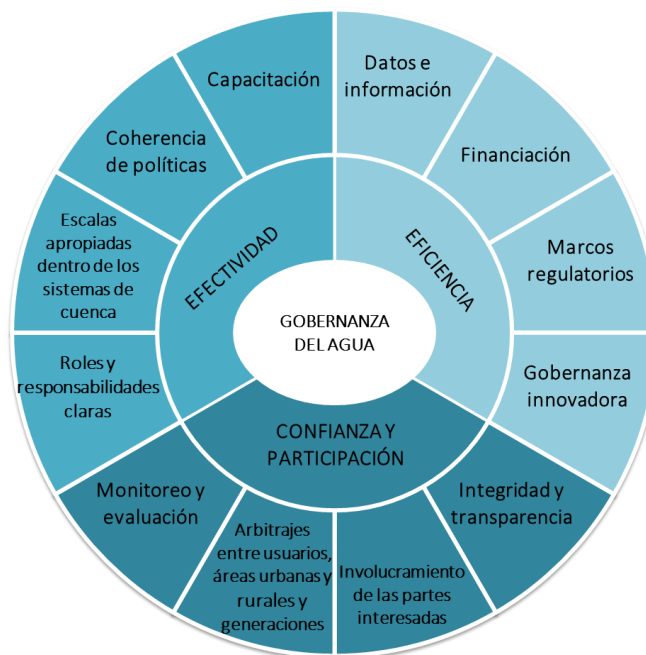 Capacitación
Datos e
información
Coherencia
de políticas
Financiación
Escalas
apropiadas
dentro de los
sistemas de
cuenca
Marcos
regulatorios
EFECTIVIDAD
EFICIENCIA
GOBERNANZA
DEL AGUA
Roles y
responsabilidades
claras
Gobernanza
innovadora
CONFIANZA Y
PARTICIPACIÓN
Monitoreo y
evaluación
Integridad y
transparencia
Arbitrajes
entre usuarios,
áreas urbanas y
rurales y
generaciones
Involucramiento
de las partes
interesadas